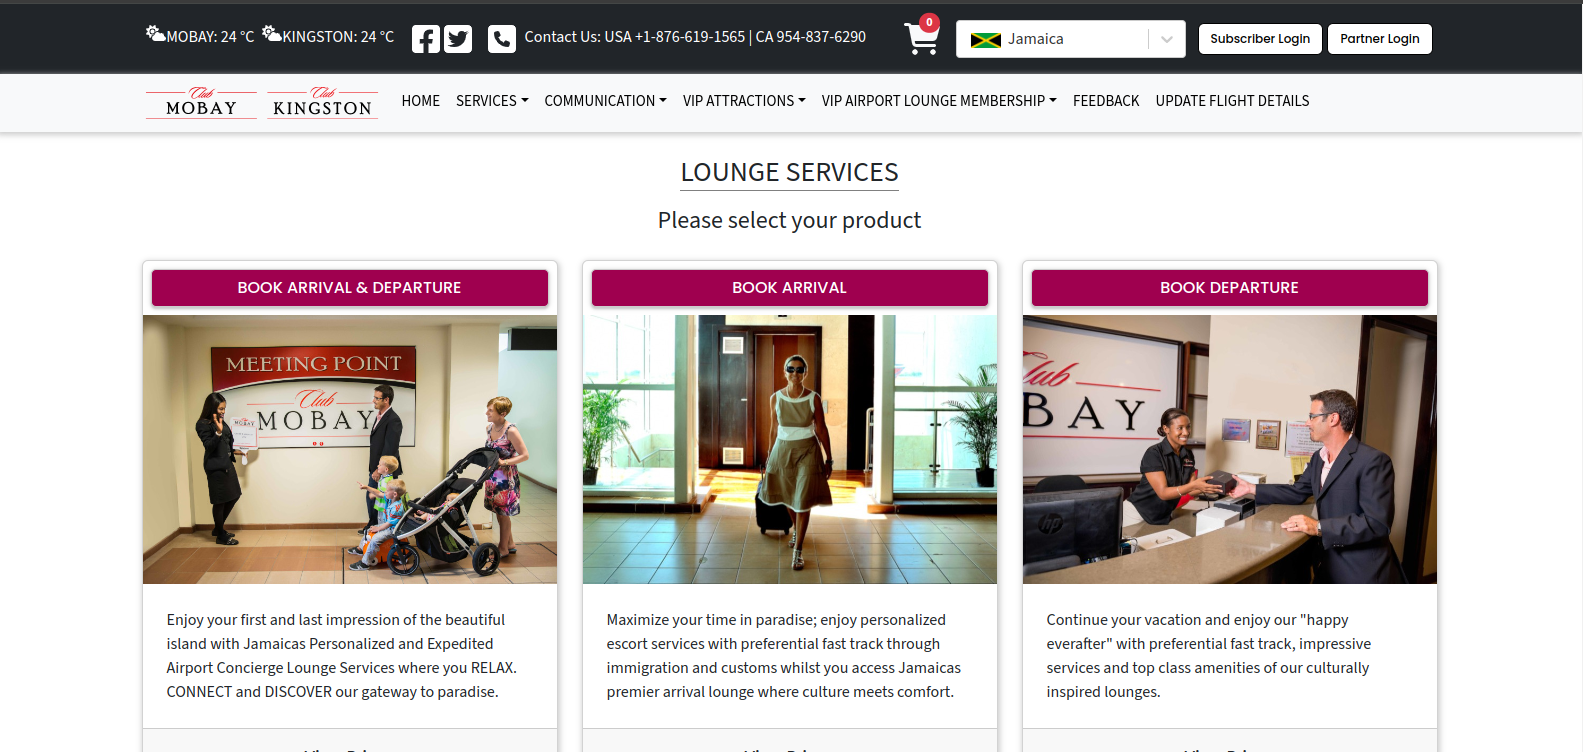 MOBAY: 24 °C KINGSTON: 24 °C Contact Us: USA +1-876-619-1565 | CA 954-837-6290 0 Jamaica Subscriber Login Partner Login
Club MOBAY Club KINGSTON HOME SERVICES COMMUNICATION VIP ATTRACTIONS VIP AIRPORT LOUNGE MEMBERSHIP FEEDBACK UPDATE FLIGHT DETAILS
LOUNGE SERVICES
Please select your product
BOOK ARRIVAL & DEPARTURE
MEETING POINT
Club
MOBAY
MOBAY
Enjoy your first and last impression of the beautiful
island with Jamaicas Personalized and Expedited
Airport Concierge Lounge Services where you RELAX.
CONNECT and DISCOVER our gateway to paradise.
BOOK ARRIVAL
Maximize your time in paradise; enjoy personalized
escort services with preferential fast track through
immigration and customs whilst you access Jamaicas
premier arrival lounge where culture meets comfort.
BOOK DEPARTURE
lub
BAY
hp
Continue your vacation and enjoy our "happy
everafter" with preferential fast track, impressive
services and top class amenities of our culturally
inspired lounges.